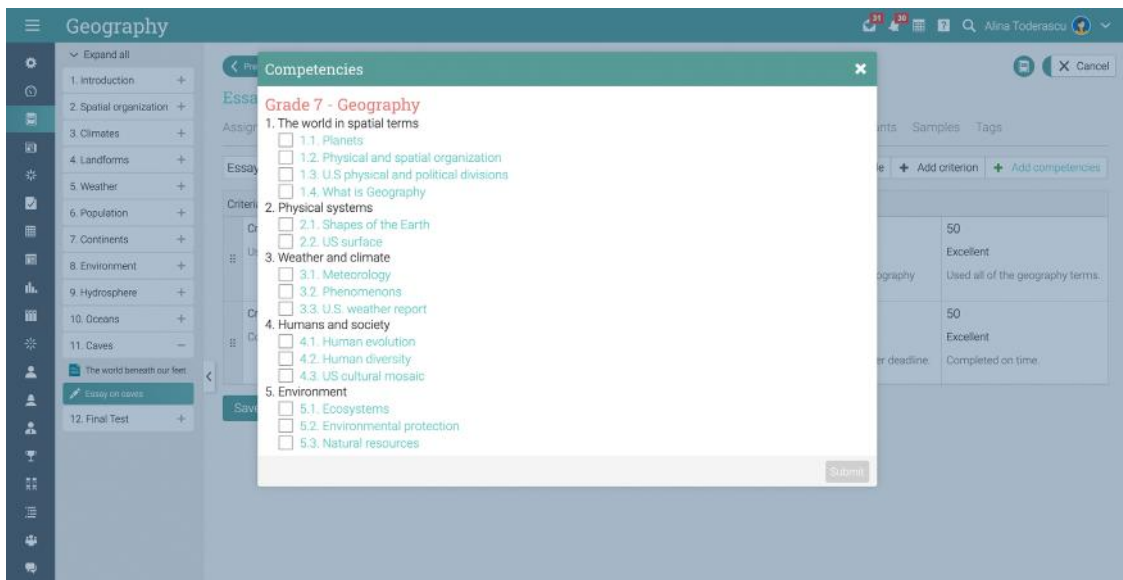 Geography
31
30
Alina Toderascu
Expand all
1. Introduction
2. Spatial organization
3. Climates
4. Landforms
5. Weather
6. Population
7. Continents
8. Environment
9. Hydrosphere
10. Oceans
11. Caves
The world beneath our feet
Essay on caves
12. Final Test
Cancel
Samples Tags
Add criterion
Add competencies
50
Excellent
Used all of the geography terms.
50
Excellent
deadline.
Completed on time.
Competencies
Grade 7 - Geography
1. The world in spatial terms
1.1. Planets
1.2. Physical and spatial organization
1.3. U.S physical and political divisions
1.4. What is Geography
2. Physical systems
2.1. Shapes of the Earth
2.2. US surface
3. Weather and climate
3.1. Meteorology
3.2. Phenomenons
3.3. U.S. weather report
4. Humans and society
4.1. Human evolution
4.2. Human diversity
4.3. US cultural mosaic
5. Environment
5.1. Ecosystems
5.2. Environmental protection
5.3. Natural resources
Submit